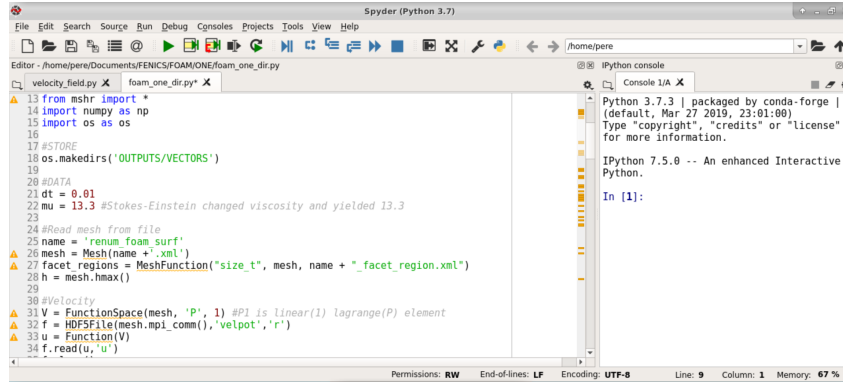 Spyder (Python 3.7)
File Edit Search Source Run Debug Consoles Projects Tools View Help
/home/pere
Editor - /home/pere/Documents/FENICS/FOAM/ONE/foam_one_dir.py
IPython console
velocity_field.py foam_one_dir.py*
Console 1/A
13 from mshr import *
14 import numpy as np
15 import os as os
16
17 #STORE
18 os.makedirs('OUTPUTS/VECTORS')
19
20 #DATA
21 dt = 0.01
22 mu = 13.3 #Stokes-Einstein changed viscosity and yielded 13.3
23
24 #Read mesh from file
25 name = 'renum_foam_surf'
26 mesh = Mesh(name +'.xml')
27 facet_regions = MeshFunction("size_t", mesh, name + "_facet_region.xml")
28 h = mesh.hmax()
29
30 #Velocity
31 V = FunctionSpace(mesh, 'P', 1) #P1 is linear(1) lagrange(P) element
32 f = HDF5File(mesh.mpi_comm(),'velpot','r')
33 u = Function(V)
34 f.read(u,'u')
Python 3.7.3 | packaged by conda-forge |
(default, Mar 27 2019, 23:01:00)
Type "copyright", "credits" or "license"
for more information.
IPython 7.5.0 -- An enhanced Interactive
Python.
In [1]:
Permissions: RW End-of-lines: LF Encoding: UTF-8 Line: 9 Column: 1 Memory: 67 %